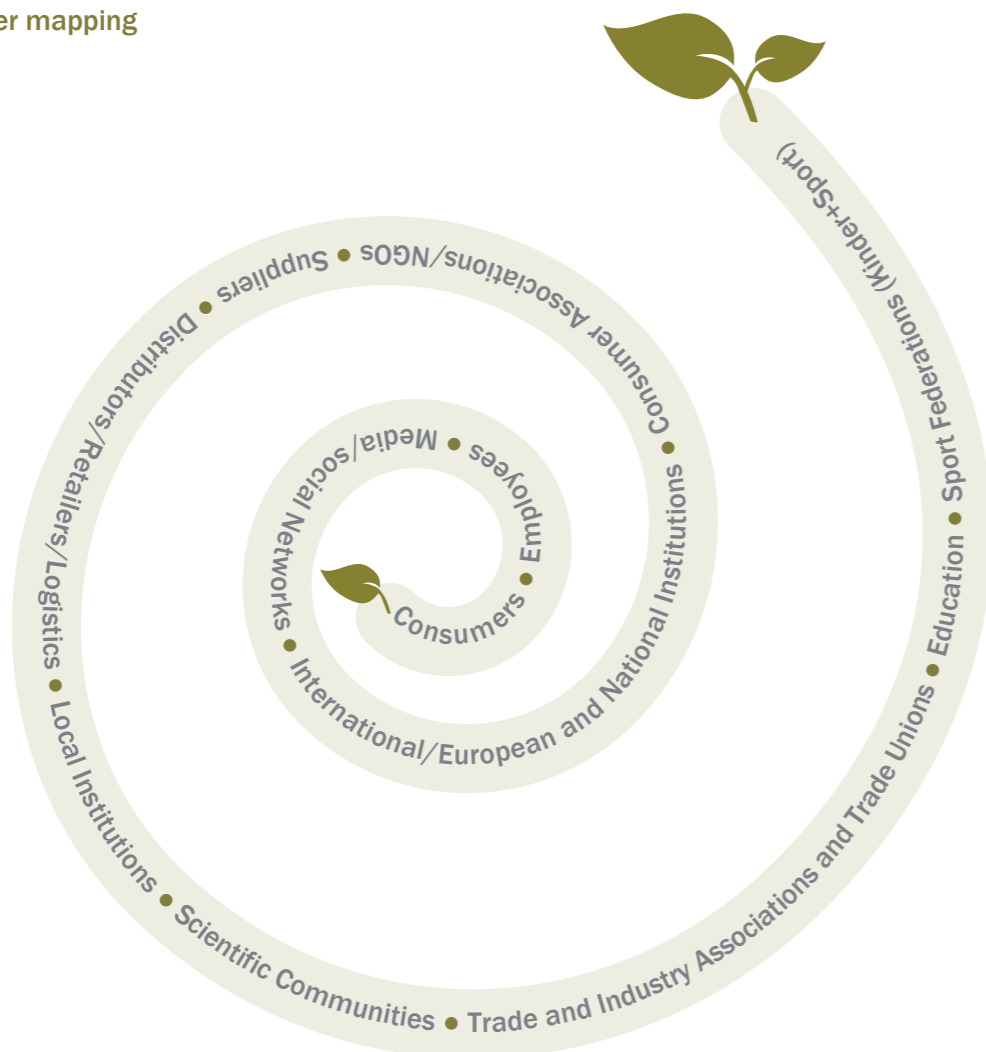 er mapping
Consumers • Employees • Media/social Networks • International/European and National Institutions • Consumer Associations/NGOs • Suppliers • Distributors/Retailers/Logistics • Local Institutions • Scientific Communities • Trade and Industry Associations and Trade Unions • Education • Sport Federations (Kinder+Sport)